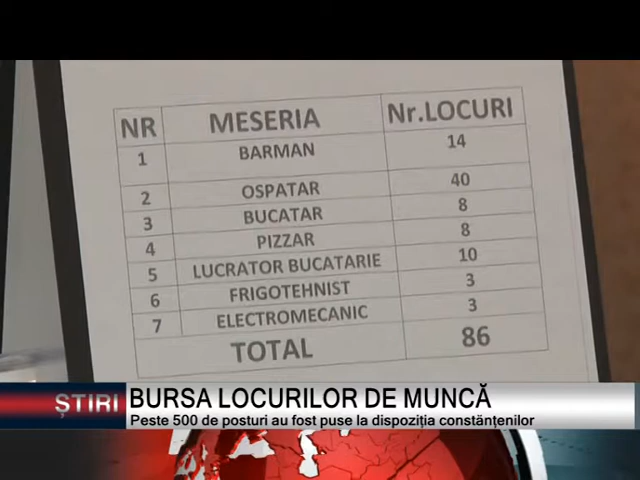 NR MESERIA Nr.LOCURI
1 BARMAN 14
2 OSPATAR 40
3 BUCATAR 8
4 PIZZAR 8
5 LUCRATOR BUCATARIE 10
6 FRIGOTEHNIST 3
7 ELECTROMECANIC 3
TOTAL 86
ȘTIRI BURSA LOCURILOR DE MUNCĂ
Peste 500 de posturi au fost puse la dispoziția constănțenilor